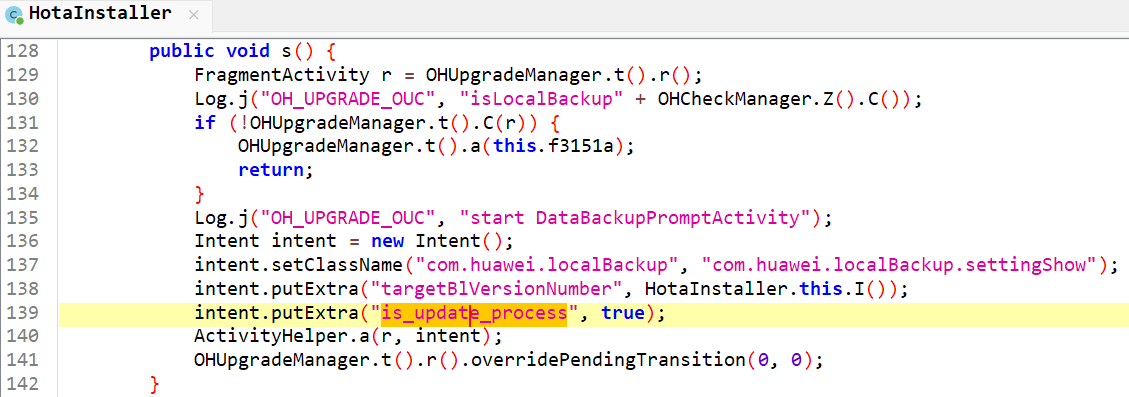 HotaInstaller ×
128 public void s() {
129 FragmentActivity r = OHUpgradeManager.t().r();
130 Log.j("OH_UPGRADE_OUC", "isLocalBackup" + OHCheckManager.Z().C());
131 if (!OHUpgradeManager.t().C(r)) {
132 OHUpgradeManager.t().a(this.f3151a);
133 return;
134 }
135 Log.j("OH_UPGRADE_OUC", "start DataBackupPromptActivity");
136 Intent intent = new Intent();
137 intent.setClassName("com.huawei.localBackup", "com.huawei.localBackup.settingShow");
138 intent.putExtra("targetBlVersionNumber", HotaInstaller.this.I());
139 intent.putExtra("is_update_process", true);
140 ActivityHelper.a(r, intent);
141 OHUpgradeManager.t().r().overridePendingTransition(0, 0);
142 }